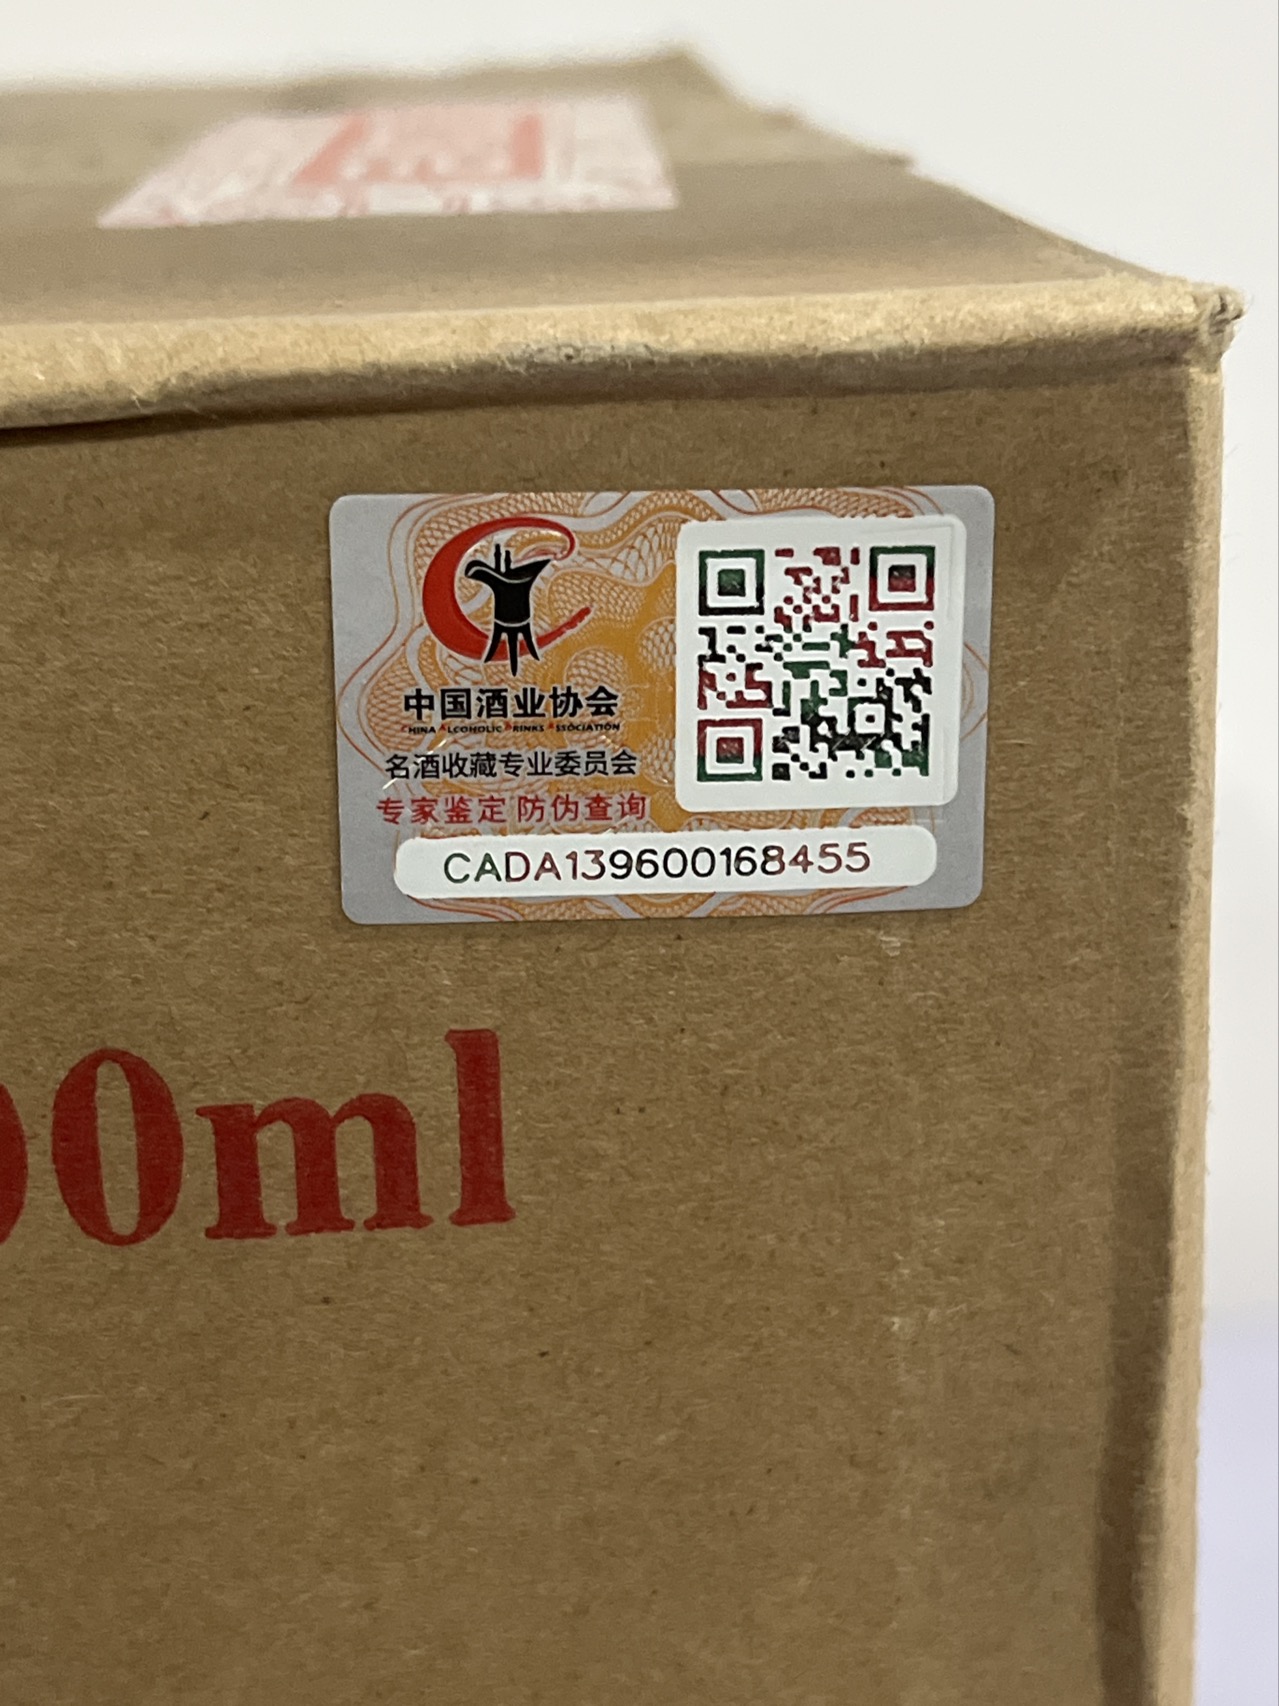 中国酒业协会
CHINA ALCOHOLIC DRINKS ASSOCIATION
名酒收藏专业委员会
专家鉴定 防伪查询
CADA139600168455
00ml